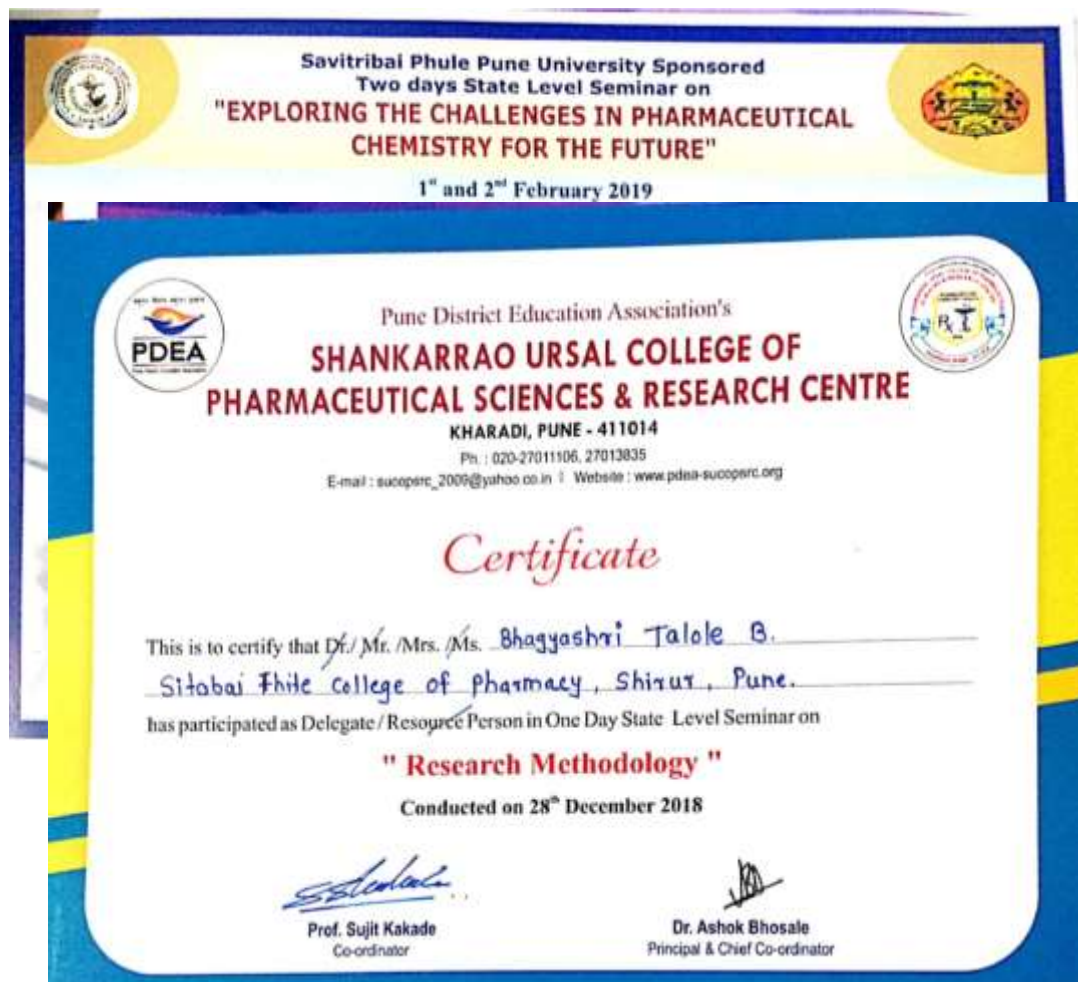 Savitribai Phule Pune University Sponsored
Two days State Level Seminar on
"EXPLORING THE CHALLENGES IN PHARMACEUTICAL
CHEMISTRY FOR THE FUTURE"
1st and 2nd February 2019
PDEA
Pune District Education Association's
SHANKARRAO URSAL COLLEGE OF
PHARMACEUTICAL SCIENCES & RESEARCH CENTRE
KHARADI, PUNE - 411014
Ph. : 020-27011106, 27013835
E-mail : sucopsrc_2009@yahoo.co.in Website : www.pdea-sucopsrc.org
Certificate
This is to certify that Dr./ Mr. /Mrs. /Ms. Bhagyashri Talole B.
Sitabai Thite College of Pharmacy, Shirur, Pune.
has participated as Delegate / Resource Person in One Day State Level Seminar on
" Research Methodology "
Conducted on 28th December 2018
Prof. Sujit Kakade
Co-ordinator
Dr. Ashok Bhosale
Principal & Chief Co-ordinator